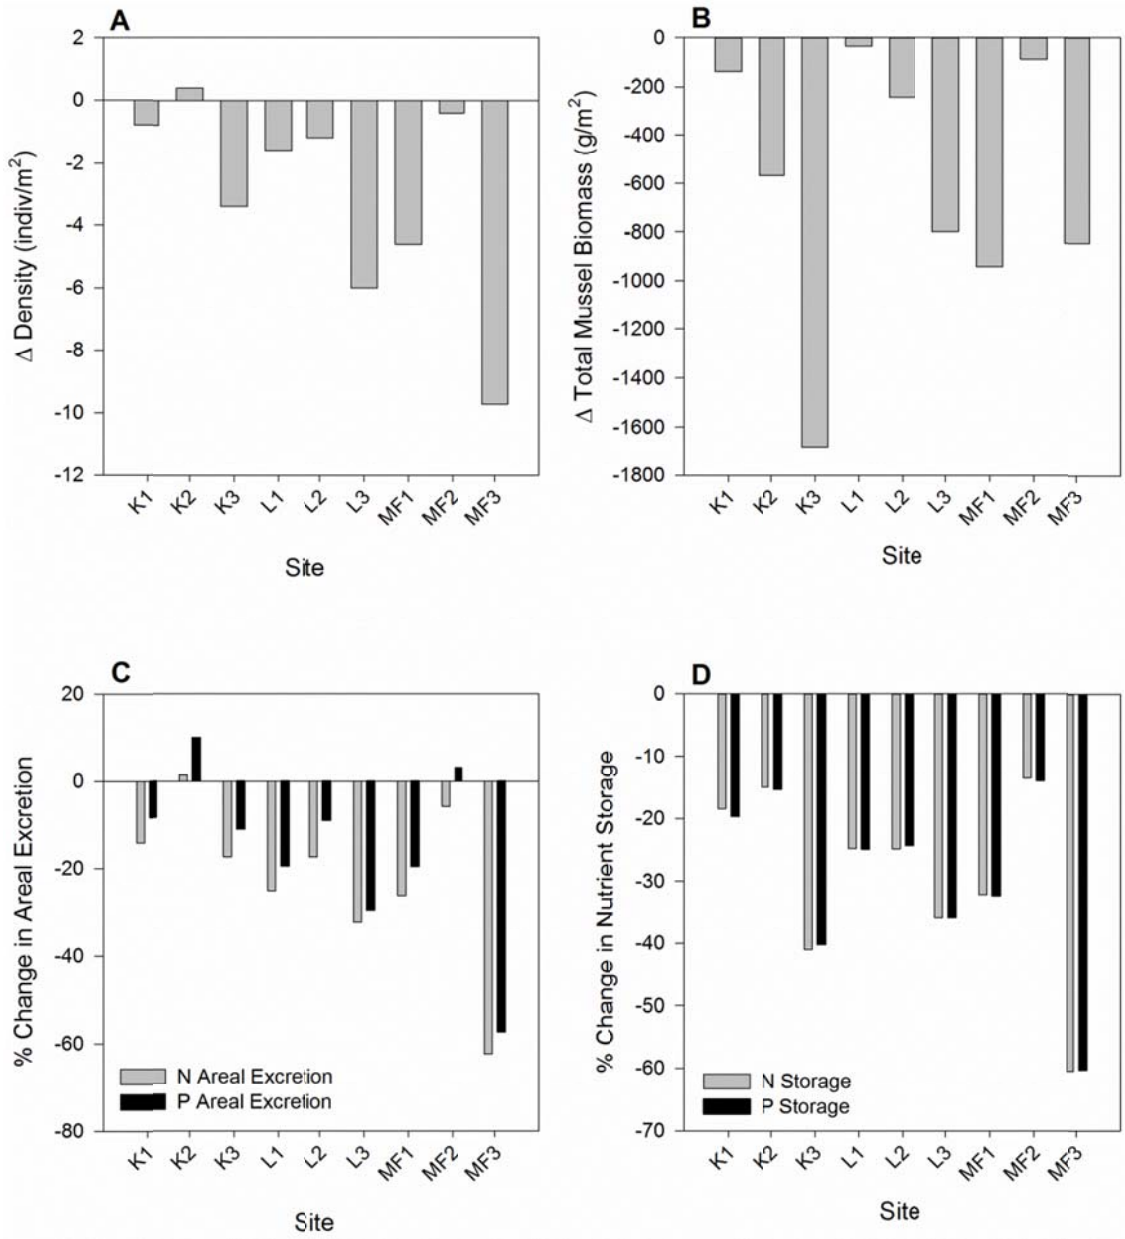 A
2
0
-2
-4
-6
-8
-10
-12
Δ Density (indiv/m²)
K1 K2 K3 L1 L2 L3 MF1 MF2 MF3
Site
B
0
-200
-400
-600
-800
-1000
-1200
-1400
-1600
-1800
Δ Total Mussel Biomass (g/m²)
K1 K2 K3 L1 L2 L3 MF1 MF2 MF3
Site
C
20
0
-20
-40
-60
-80
% Change in Areal Excretion
N Areal Excretion
P Areal Excretion
K1 K2 K3 L1 L2 L3 MF1 MF2 MF3
Site
D
0
-10
-20
-30
-40
-50
-60
-70
% Change in Nutrient Storage
N Storage
P Storage
K1 K2 K3 L1 L2 L3 MF1 MF2 MF3
Site